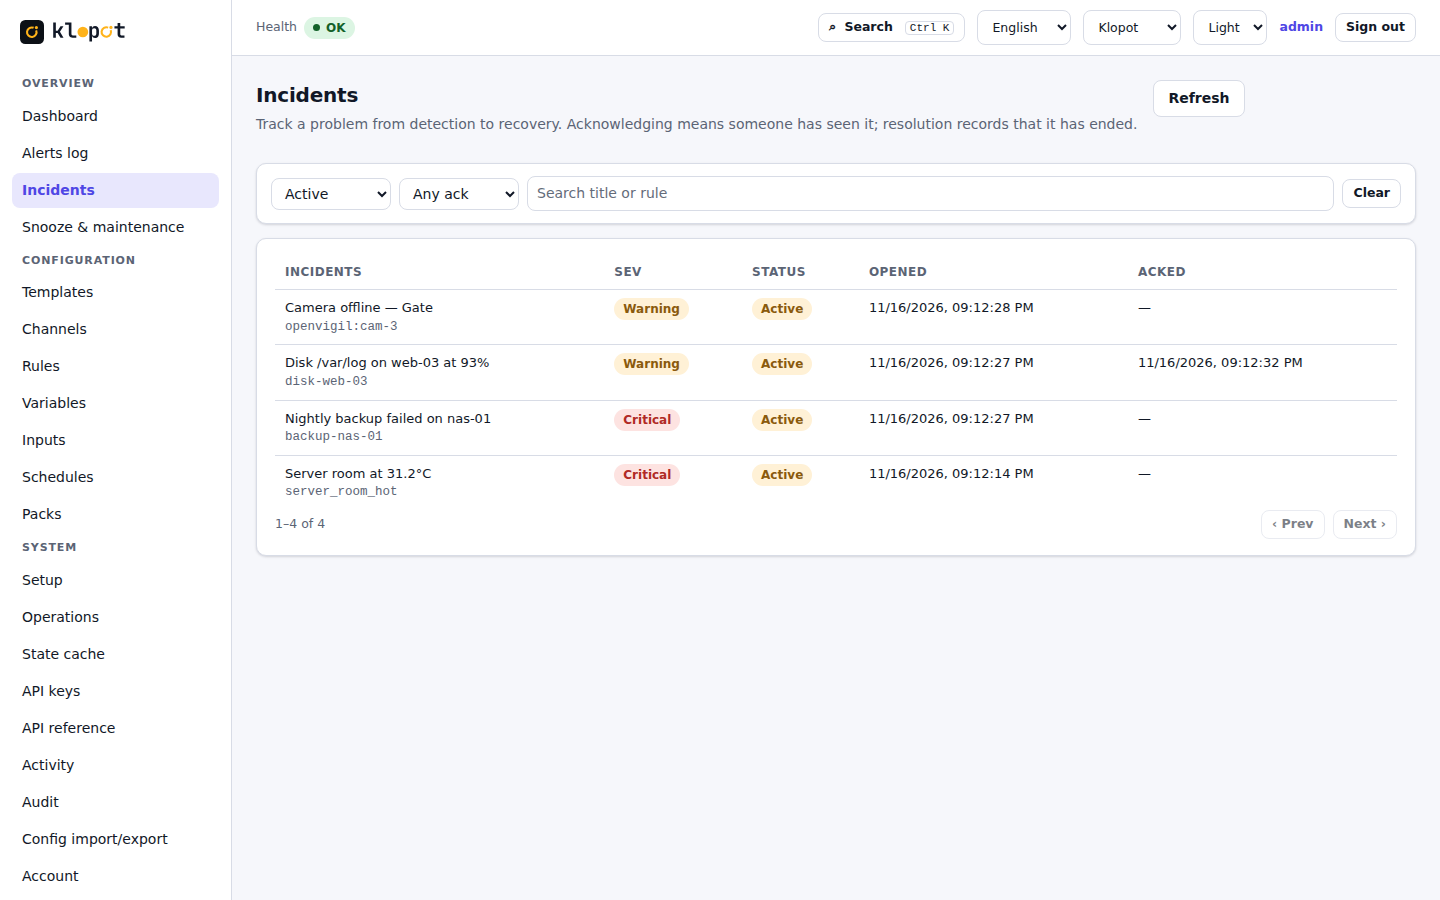 klopot
OVERVIEW
Dashboard
Alerts log
Incidents
Snooze & maintenance
CONFIGURATION
Templates
Channels
Rules
Variables
Inputs
Schedules
Packs
SYSTEM
Setup
Operations
State cache
API keys
API reference
Activity
Audit
Config import/export
Account
Health OK
Search Ctrl K English Klopot Light admin Sign out
Incidents
Refresh
Track a problem from detection to recovery. Acknowledging means someone has seen it; resolution records that it has ended.
Active Any ack Search title or rule Clear
INCIDENTS SEV STATUS OPENED ACKED
Camera offline — Gate Warning Active 11/16/2026, 09:12:28 PM —
openvigil:cam-3
Disk /var/log on web-03 at 93% Warning Active 11/16/2026, 09:12:27 PM 11/16/2026, 09:12:32 PM
disk-web-03
Nightly backup failed on nas-01 Critical Active 11/16/2026, 09:12:27 PM —
backup-nas-01
Server room at 31.2°C Critical Active 11/16/2026, 09:12:14 PM —
server_room_hot
1–4 of 4 ‹ Prev Next ›